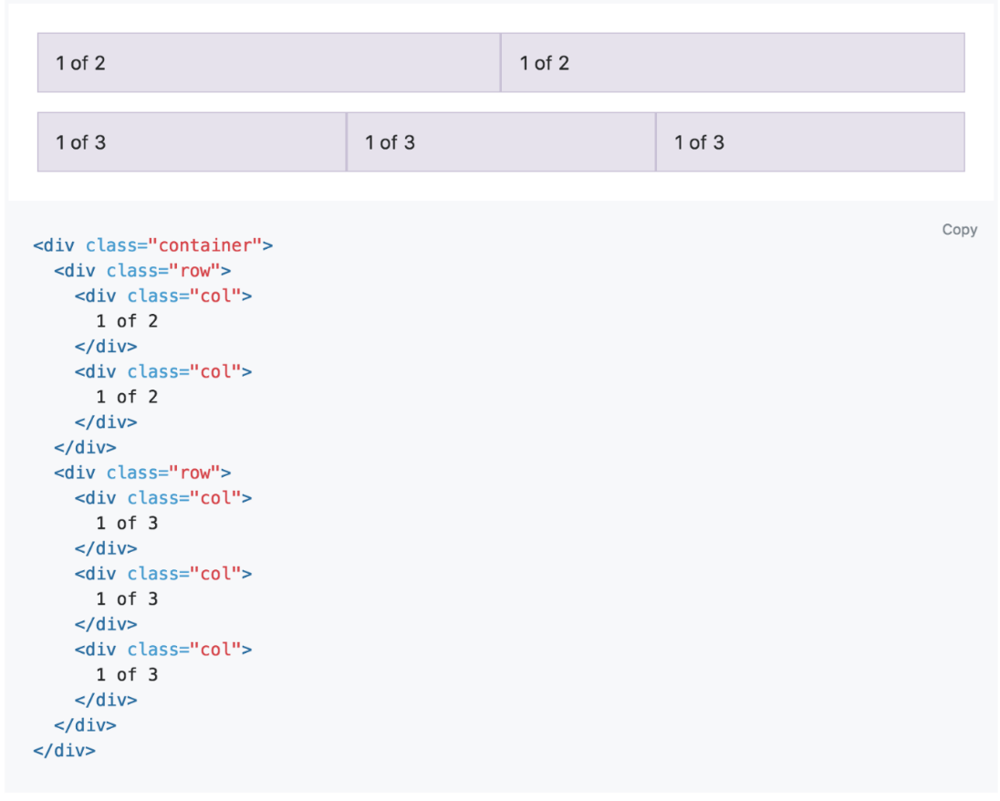 1 of 2 1 of 2
1 of 3 1 of 3 1 of 3
Copy
<div class="container">
  <div class="row">
    <div class="col">
      1 of 2
    </div>
    <div class="col">
      1 of 2
    </div>
  </div>
  <div class="row">
    <div class="col">
      1 of 3
    </div>
    <div class="col">
      1 of 3
    </div>
    <div class="col">
      1 of 3
    </div>
  </div>
</div>